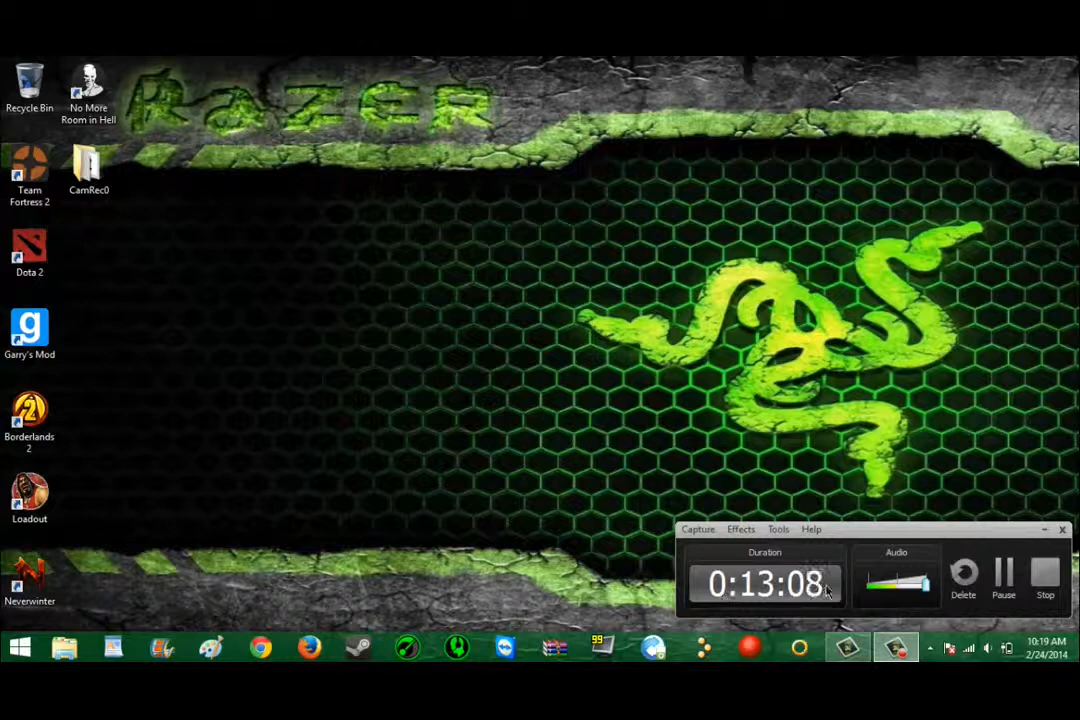 RAZER
Recycle Bin
No More
Room in Hell
Team
Fortress 2
CamRec0
Dota 2
g
Garry's Mod
2
Borderlands
2
Loadout
Neverwinter
Capture Effects Tools Help
Duration
Audio
0:13:08
Delete
Pause
Stop
99
10:19 AM
2/24/2014